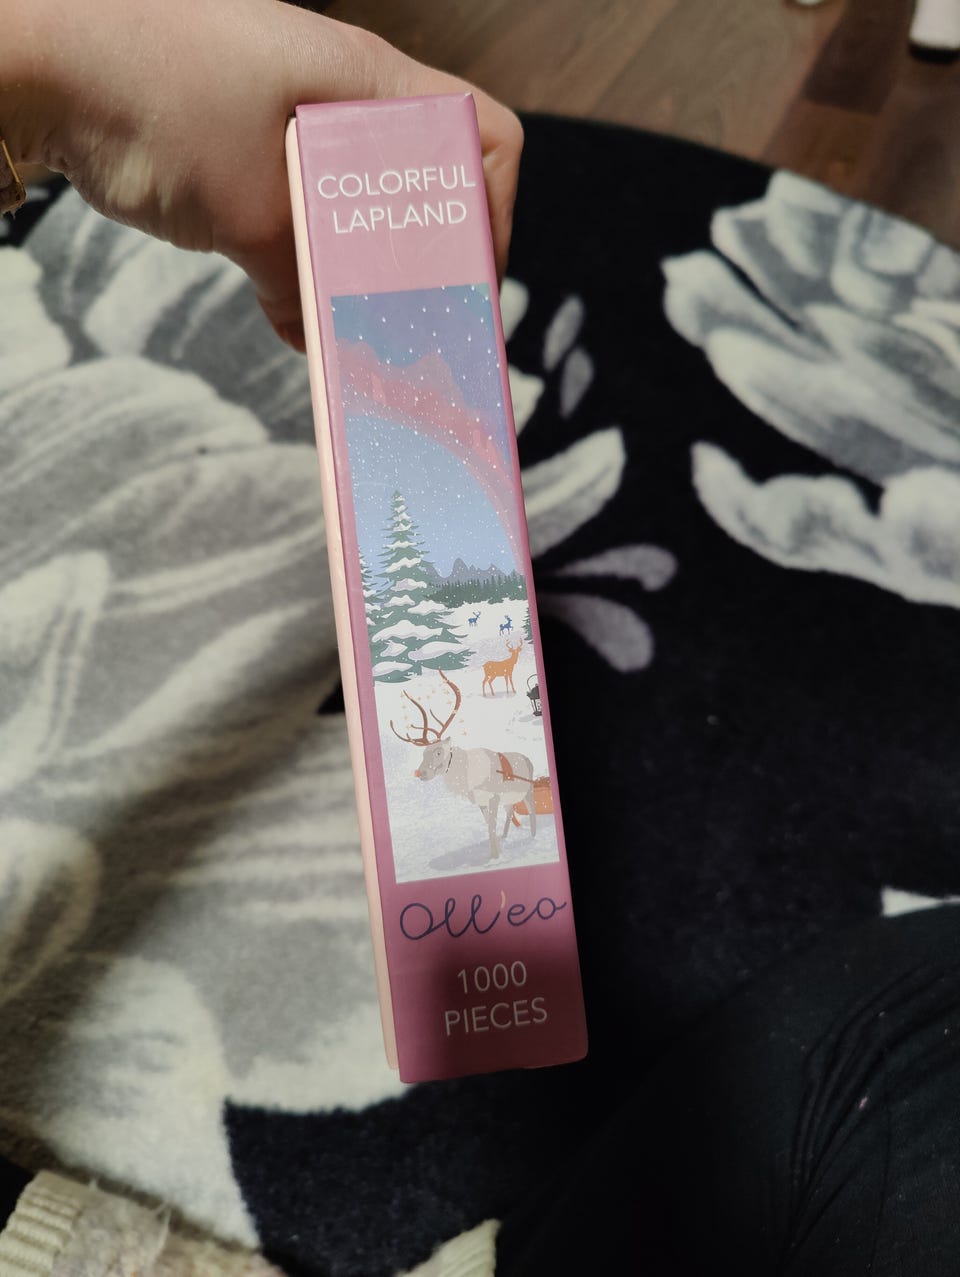 COLORFUL
LAPLAND
Oll'eo
1000
PIECES